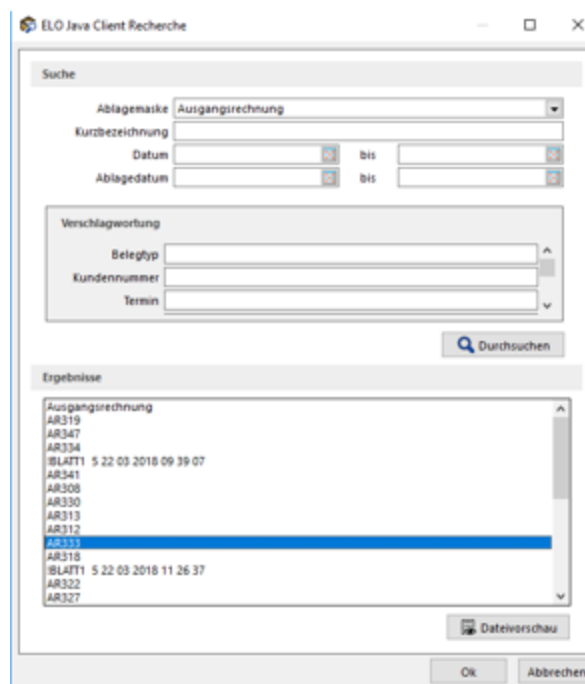 ELO Java Client Recherche
Suche
Ablagemaske Ausgangsrechnung
Kurzbezeichnung
Datum bis
Ablagedatum bis
Verschlagwortung
Belegtyp
Kundennummer
Termin
Durchsuchen
Ergebnisse
Ausgangsrechnung
AR319
AR347
AR334
!BLATT1 5 22 03 2018 09 39 07
AR341
AR308
AR330
AR313
AR312
AR333
AR318
!BLATT1 5 22 03 2018 11 26 37
AR322
AR327
Dateivorschau
Ok Abbrechen